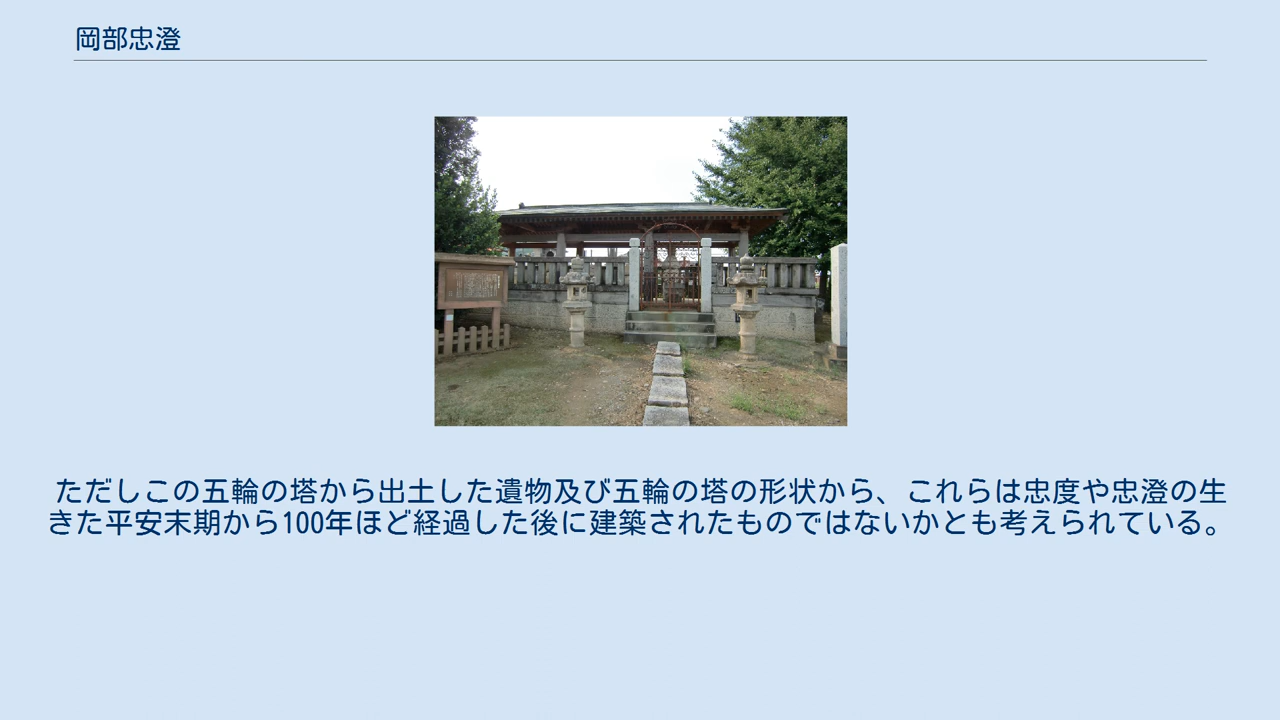 岡部忠澄
ただしこの五輪の塔から出土した遺物及び五輪の塔の形状から、これらは忠度や忠澄の生
きた平安末期から100年ほど経過した後に建築されたものではないかとも考えられている。